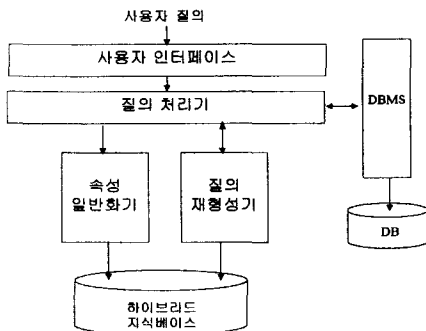 사용자 질의
사용자 인터페이스
질의 처리기
DBMS
속성
일반화기
질의
재형성기
DB
하이브리드
지식베이스